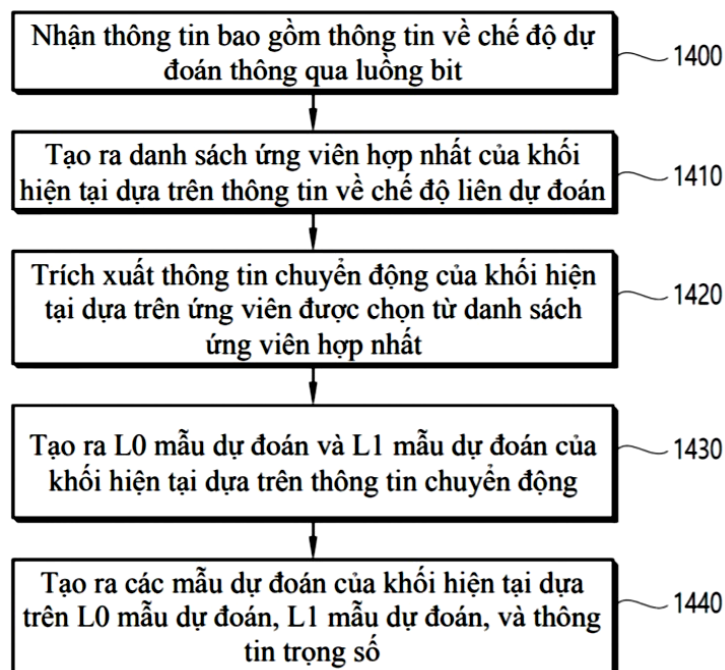 Nhận thông tin bao gồm thông tin về chế độ dự
đoán thông qua luồng bit
1400
Tạo ra danh sách ứng viên hợp nhất của khối
hiện tại dựa trên thông tin về chế độ liên dự đoán
1410
Trích xuất thông tin chuyển động của khối hiện
tại dựa trên ứng viên được chọn từ danh sách
ứng viên hợp nhất
1420
Tạo ra L0 mẫu dự đoán và L1 mẫu dự đoán của
khối hiện tại dựa trên thông tin chuyển động
1430
Tạo ra các mẫu dự đoán của khối hiện tại dựa
trên L0 mẫu dự đoán, L1 mẫu dự đoán, và thông
tin trọng số
1440